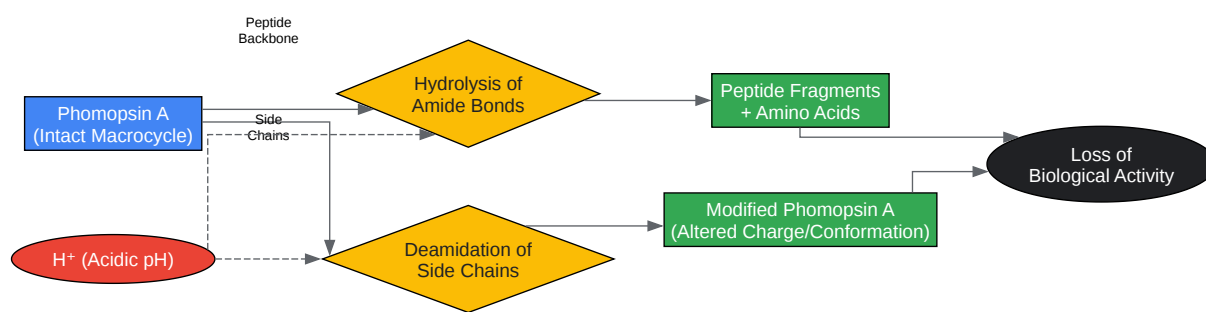 Peptide
Backbone
Hydrolysis of
Amide Bonds
Peptide Fragments
+ Amino Acids
Phomopsin A
(Intact Macrocycle)
Side
Chains
Loss of
Biological Activity
Modified Phomopsin A
(Altered Charge/Conformation)
H⁺ (Acidic pH)
Deamidation of
Side Chains